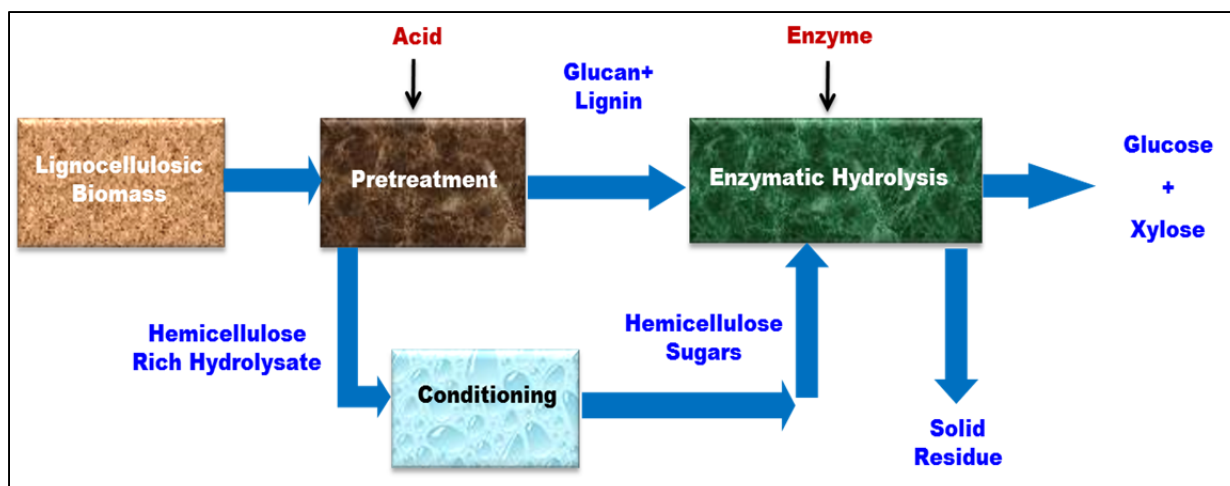 Acid
Enzyme
Glucan+
Lignin
Lignocellulosic
Biomass
Pretreatment
Enzymatic Hydrolysis
Glucose
+
Xylose
Hemicellulose
Rich Hydrolysate
Hemicellulose
Sugars
Conditioning
Solid
Residue